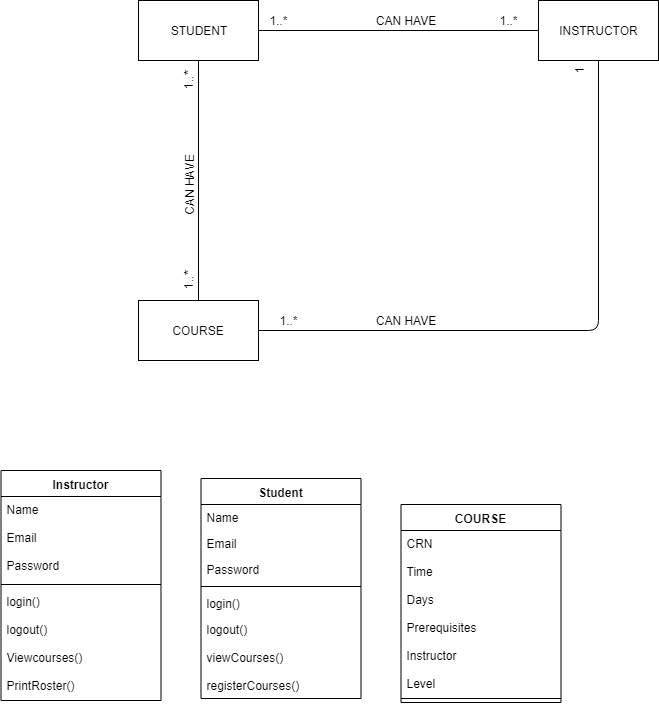 STUDENT
1..*
CAN HAVE
1..*
INSTRUCTOR
1..*
1
CAN HAVE
1..*
COURSE
1..*
CAN HAVE
Instructor
Name
Email
Password
login()
logout()
Viewcourses()
PrintRoster()
Student
Name
Email
Password
login()
logout()
viewCourses()
registerCourses()
COURSE
CRN
Time
Days
Prerequisites
Instructor
Level